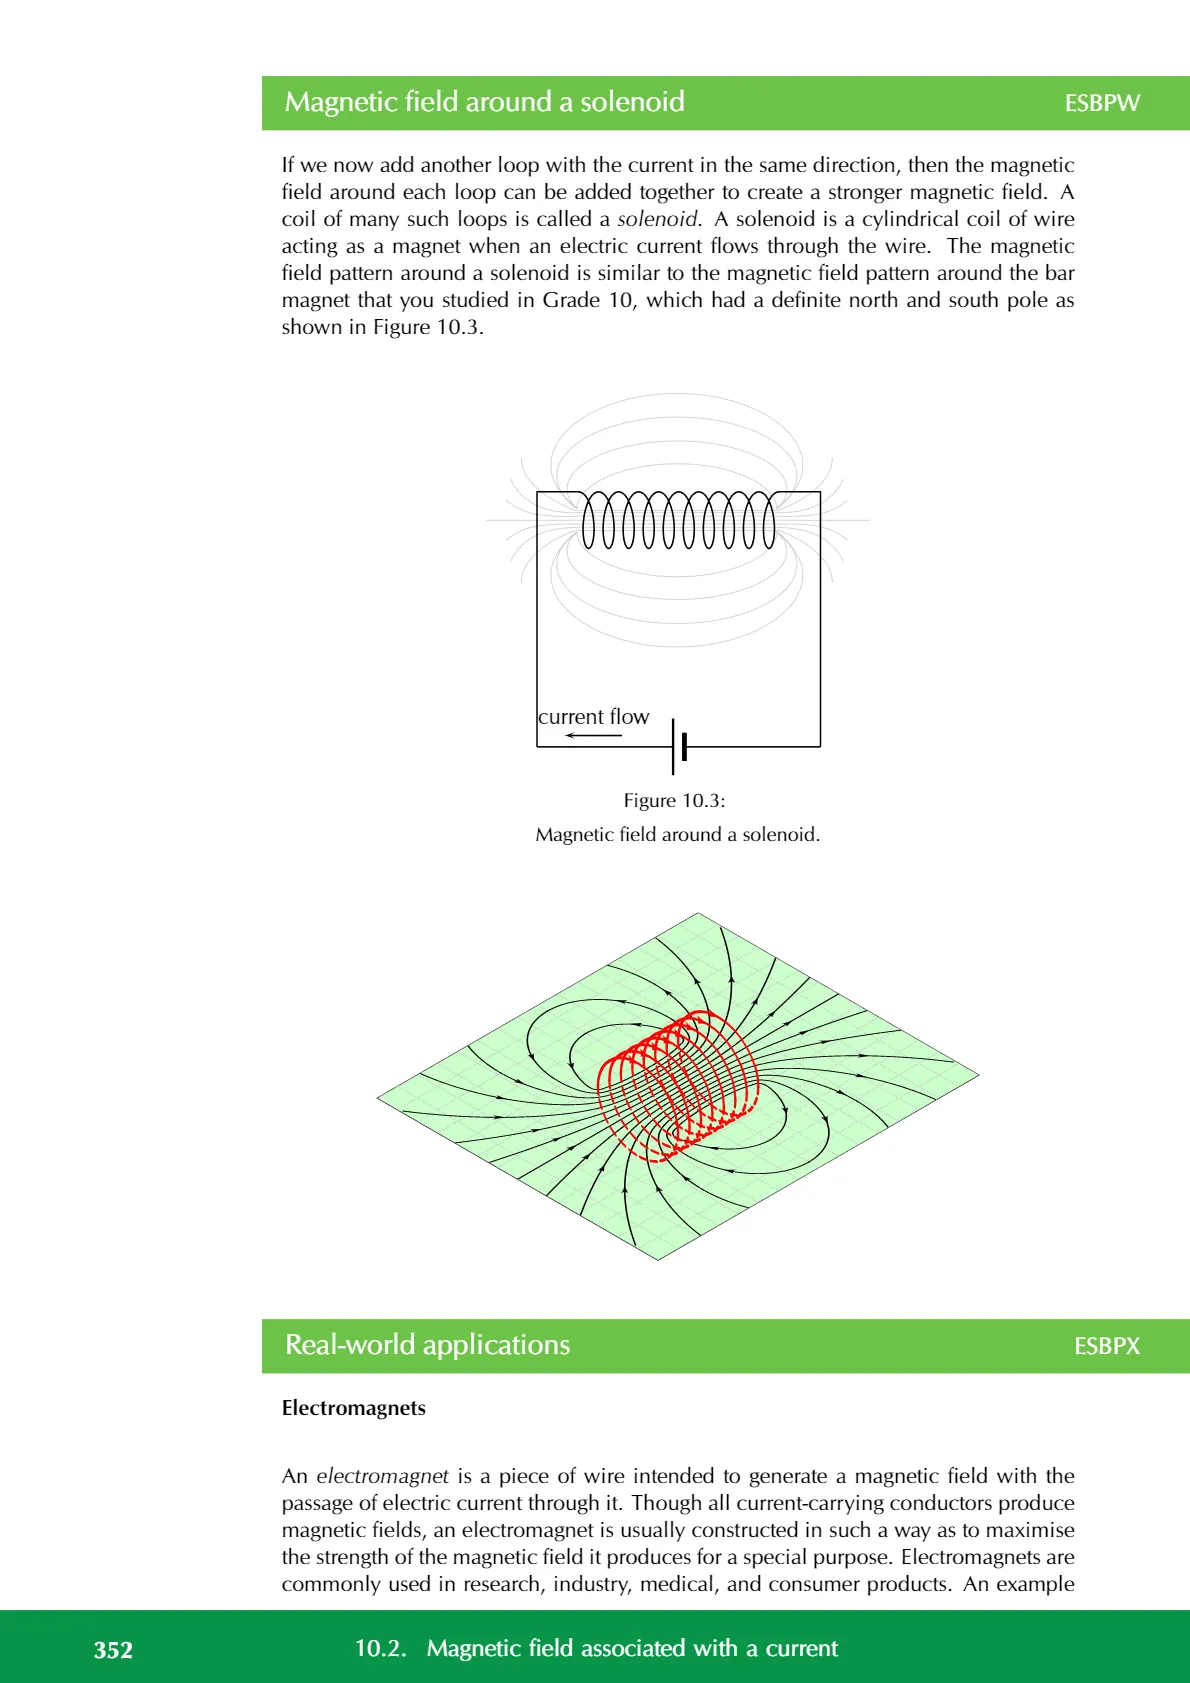 Magnetic field around a solenoid ESBPW
If we now add another loop with the current in the same direction, then the magnetic
field around each loop can be added together to create a stronger magnetic field. A
coil of many such loops is called a solenoid. A solenoid is a cylindrical coil of wire
acting as a magnet when an electric current flows through the wire. The magnetic
field pattern around a solenoid is similar to the magnetic field pattern around the bar
magnet that you studied in Grade 10, which had a definite north and south pole as
shown in Figure 10.3.
current flow
Figure 10.3:
Magnetic field around a solenoid.
Real-world applications ESBPX
Electromagnets
An electromagnet is a piece of wire intended to generate a magnetic field with the
passage of electric current through it. Though all current-carrying conductors produce
magnetic fields, an electromagnet is usually constructed in such a way as to maximise
the strength of the magnetic field it produces for a special purpose. Electromagnets are
commonly used in research, industry, medical, and consumer products. An example
352 10.2. Magnetic field associated with a current